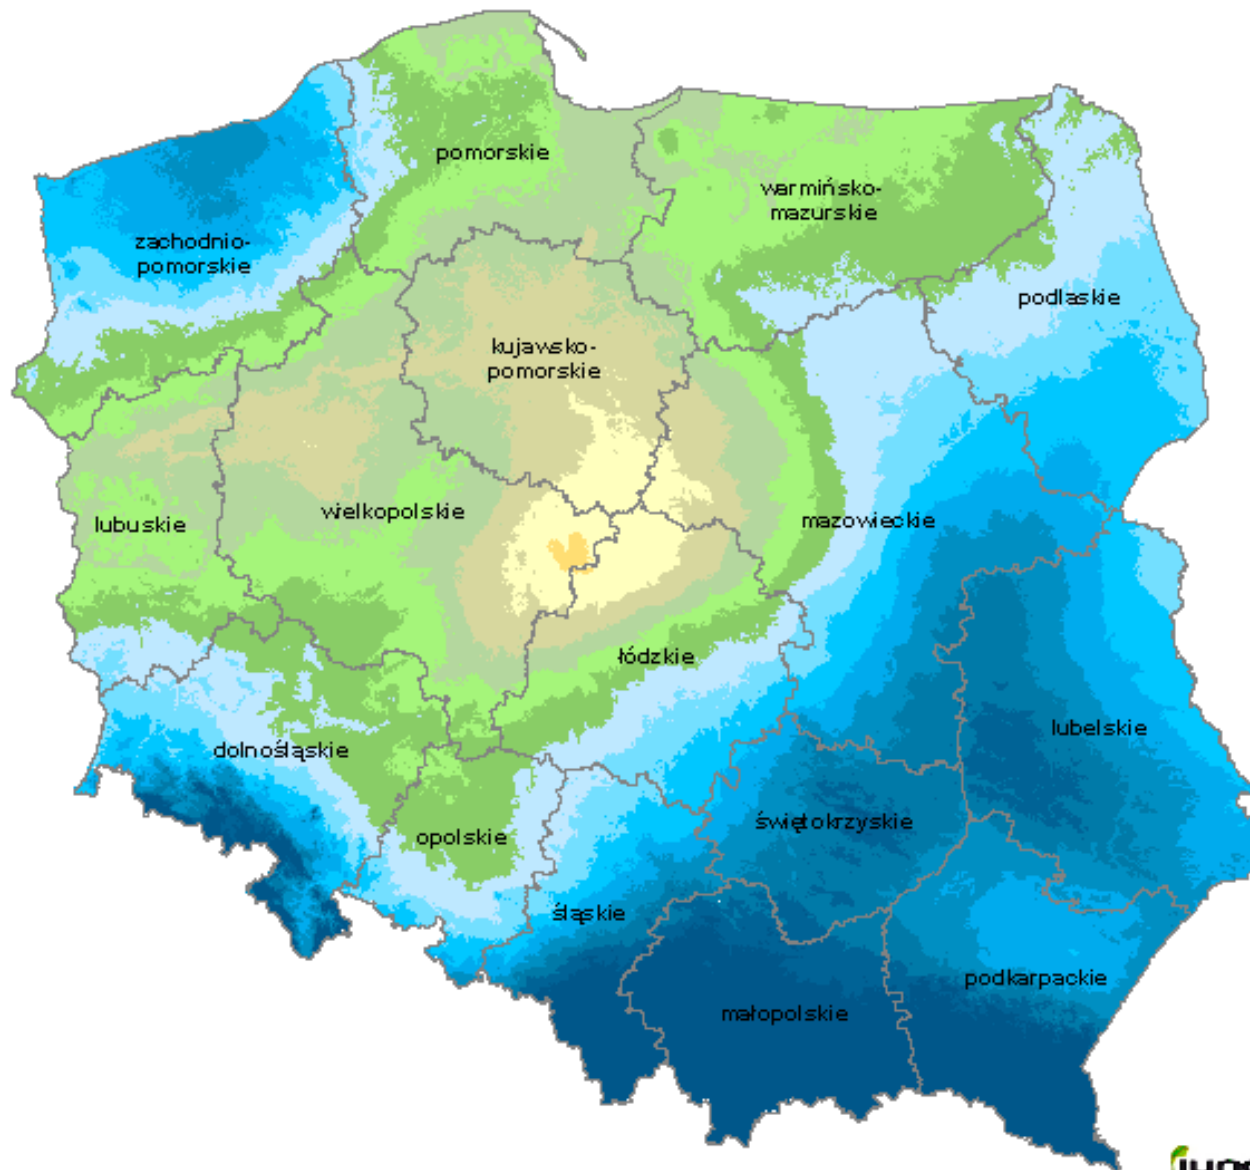 pomorskie
warmińsko-
mazurskie
zachodnio-
pomorskie
podlaskie
kujawsko-
pomorskie
wielkopolskie
lubuskie
mazowieckie
łódzkie
dolnośląskie
lubelskie
opolskie
świętokrzyskie
śląskie
podkarpackie
małopolskie